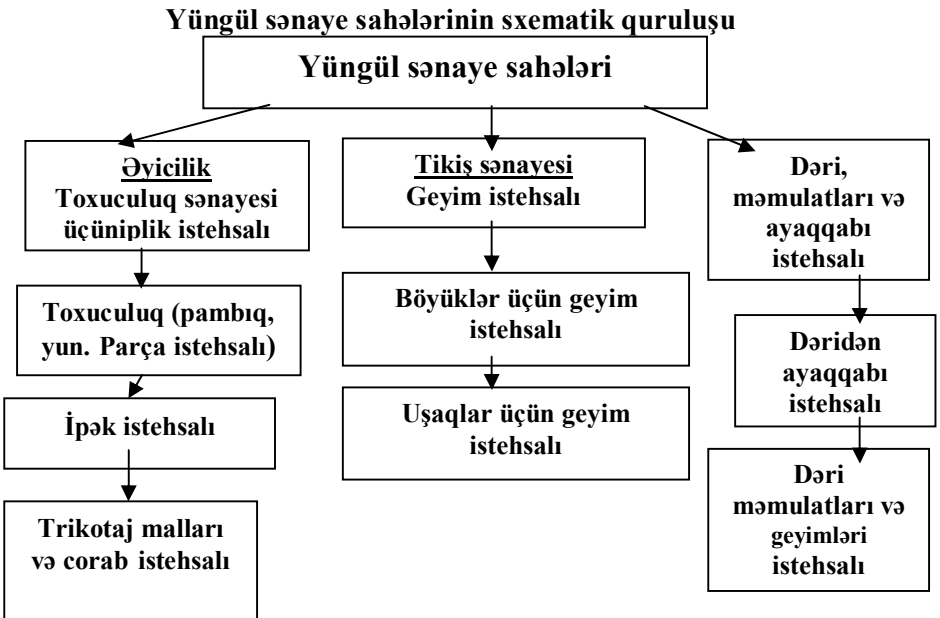 Yüngül sənaye sahələrinin sxematik quruluşu
Yüngül sənaye sahələri
Əyicilik
Toxuculuq sənayesi
üçüniplik istehsalı
Toxuculuq (pambıq,
yun. Parça istehsalı)
İpək istehsalı
Trikotaj malları
və corab istehsalı
Tikiş sənayesi
Geyim istehsalı
Böyüklər üçün geyim
istehsalı
Uşaqlar üçün geyim
istehsalı
Dəri,
məmulatları və
ayaqqabı
istehsalı
Dəridən
ayaqqabı
istehsalı
Dəri
məmulatları və
geyimləri
istehsalı